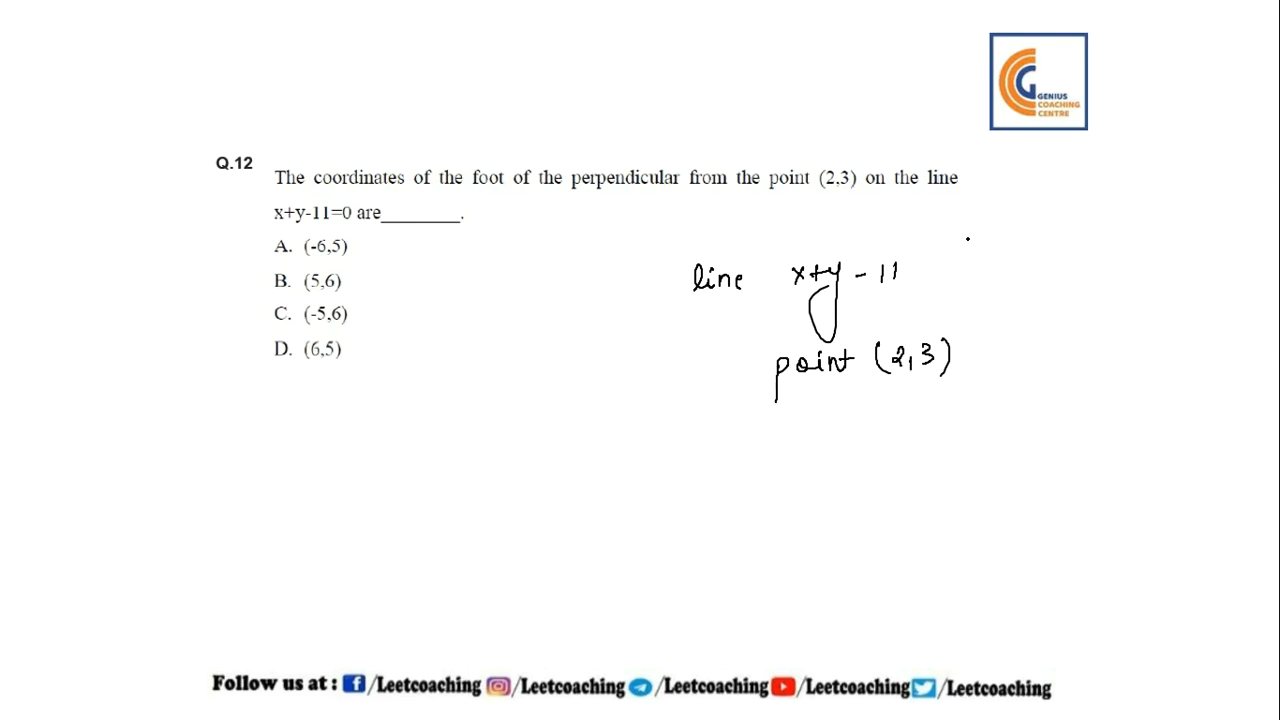 GENIUS
COACHING
CENTRE
Q.12
The coordinates of the foot of the perpendicular from the point (2,3) on the line
x+y-11=0 are________.
A. (-6,5)
B. (5,6)
C. (-5,6)
D. (6,5)
line x+y-11
point (2,3)
Follow us at : /Leetcoaching /Leetcoaching /Leetcoaching /Leetcoaching /Leetcoaching